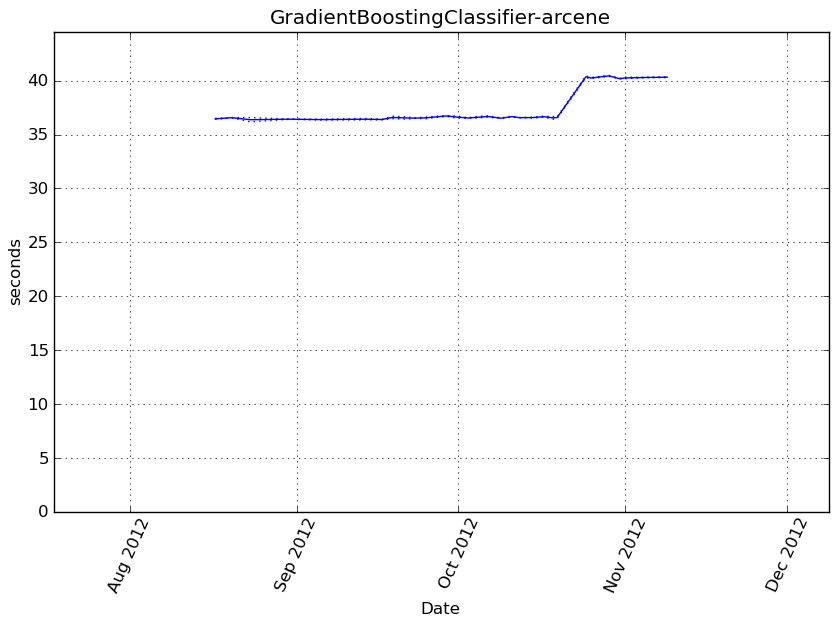 GradientBoostingClassifier-arcene
40
35
30
25
20
15
10
5
0
seconds
Aug 2012
Sep 2012
Oct 2012
Nov 2012
Dec 2012
Date